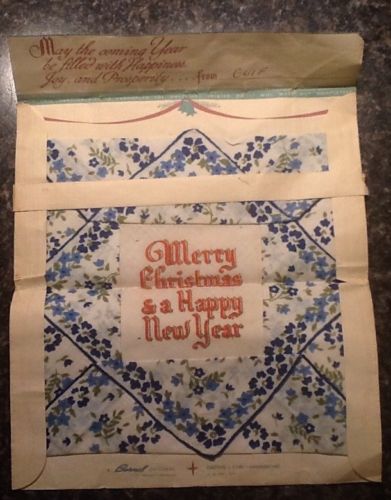 May the coming Year
be filled with Happiness
Joy, and Prosperity . . . from
Merry
Christmas
& a Happy
New Year